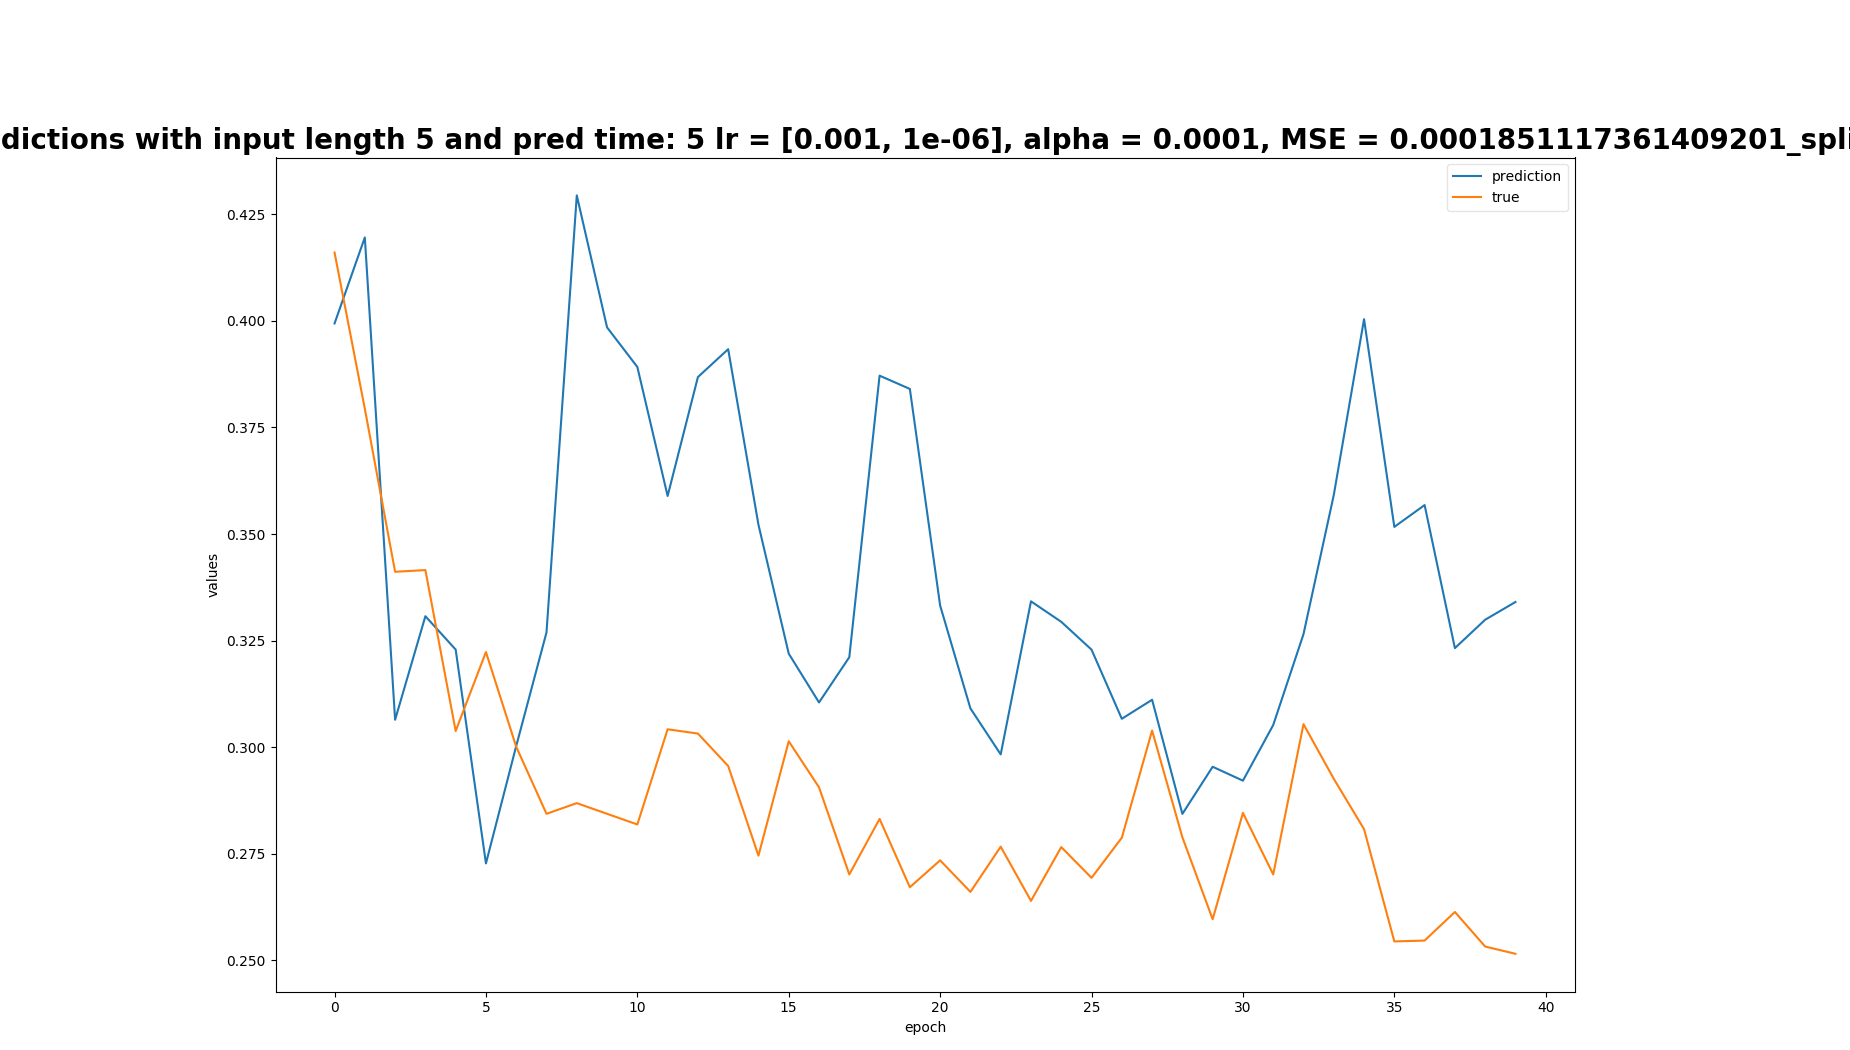 dictions with input length 5 and pred time: 5 lr = [0.001, 1e-06], alpha = 0.0001, MSE = 0.0001851117361409201_spli
prediction
true
0.425
0.400
0.375
0.350
0.325
0.300
0.275
0.250
values
0 5 10 15 20 25 30 35 40
epoch